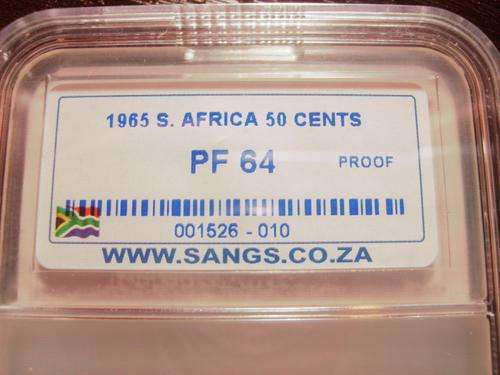 1965 S. AFRICA 50 CENTS
PF 64 PROOF
001526 - 010
WWW.SANGS.CO.ZA